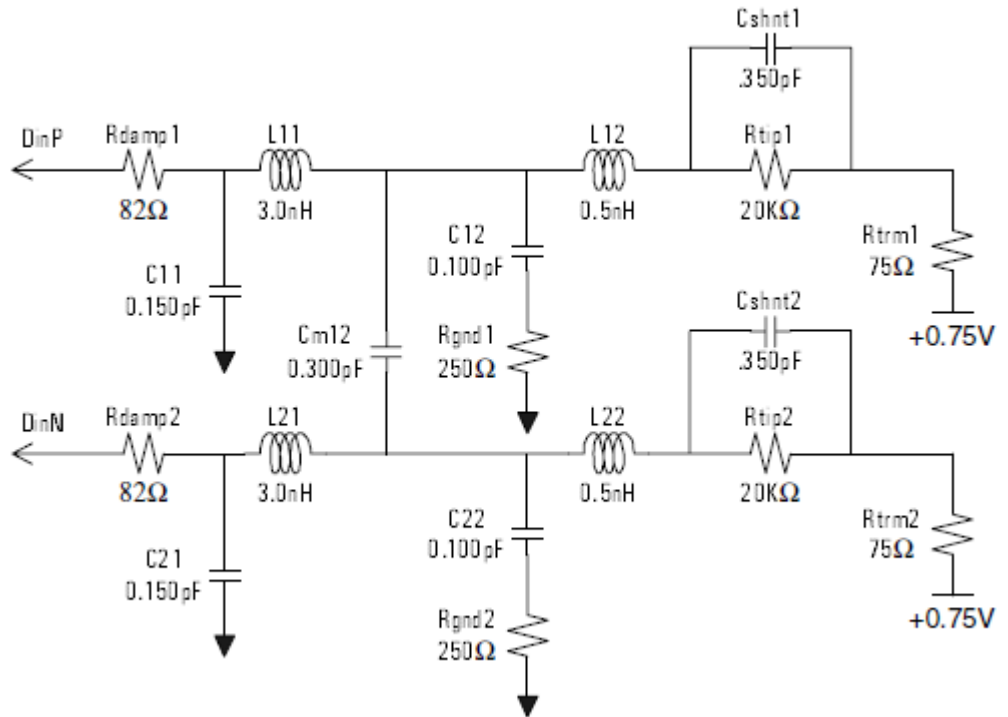 Cshnt1
.350pF
DinP
Rdamp1
L11
L12
Rtip1
82Ω
3.0nH
0.5nH
20KΩ
C12
0.100pF
Rtrm1
75Ω
C11
0.150pF
Cshnt2
.350pF
+0.75V
Cm12
0.300pF
Rgnd1
250Ω
DinN
Rdamp2
L21
L22
Rtip2
82Ω
3.0nH
0.5nH
20KΩ
C22
0.100pF
Rtrm2
75Ω
C21
0.150pF
+0.75V
Rgnd2
250Ω